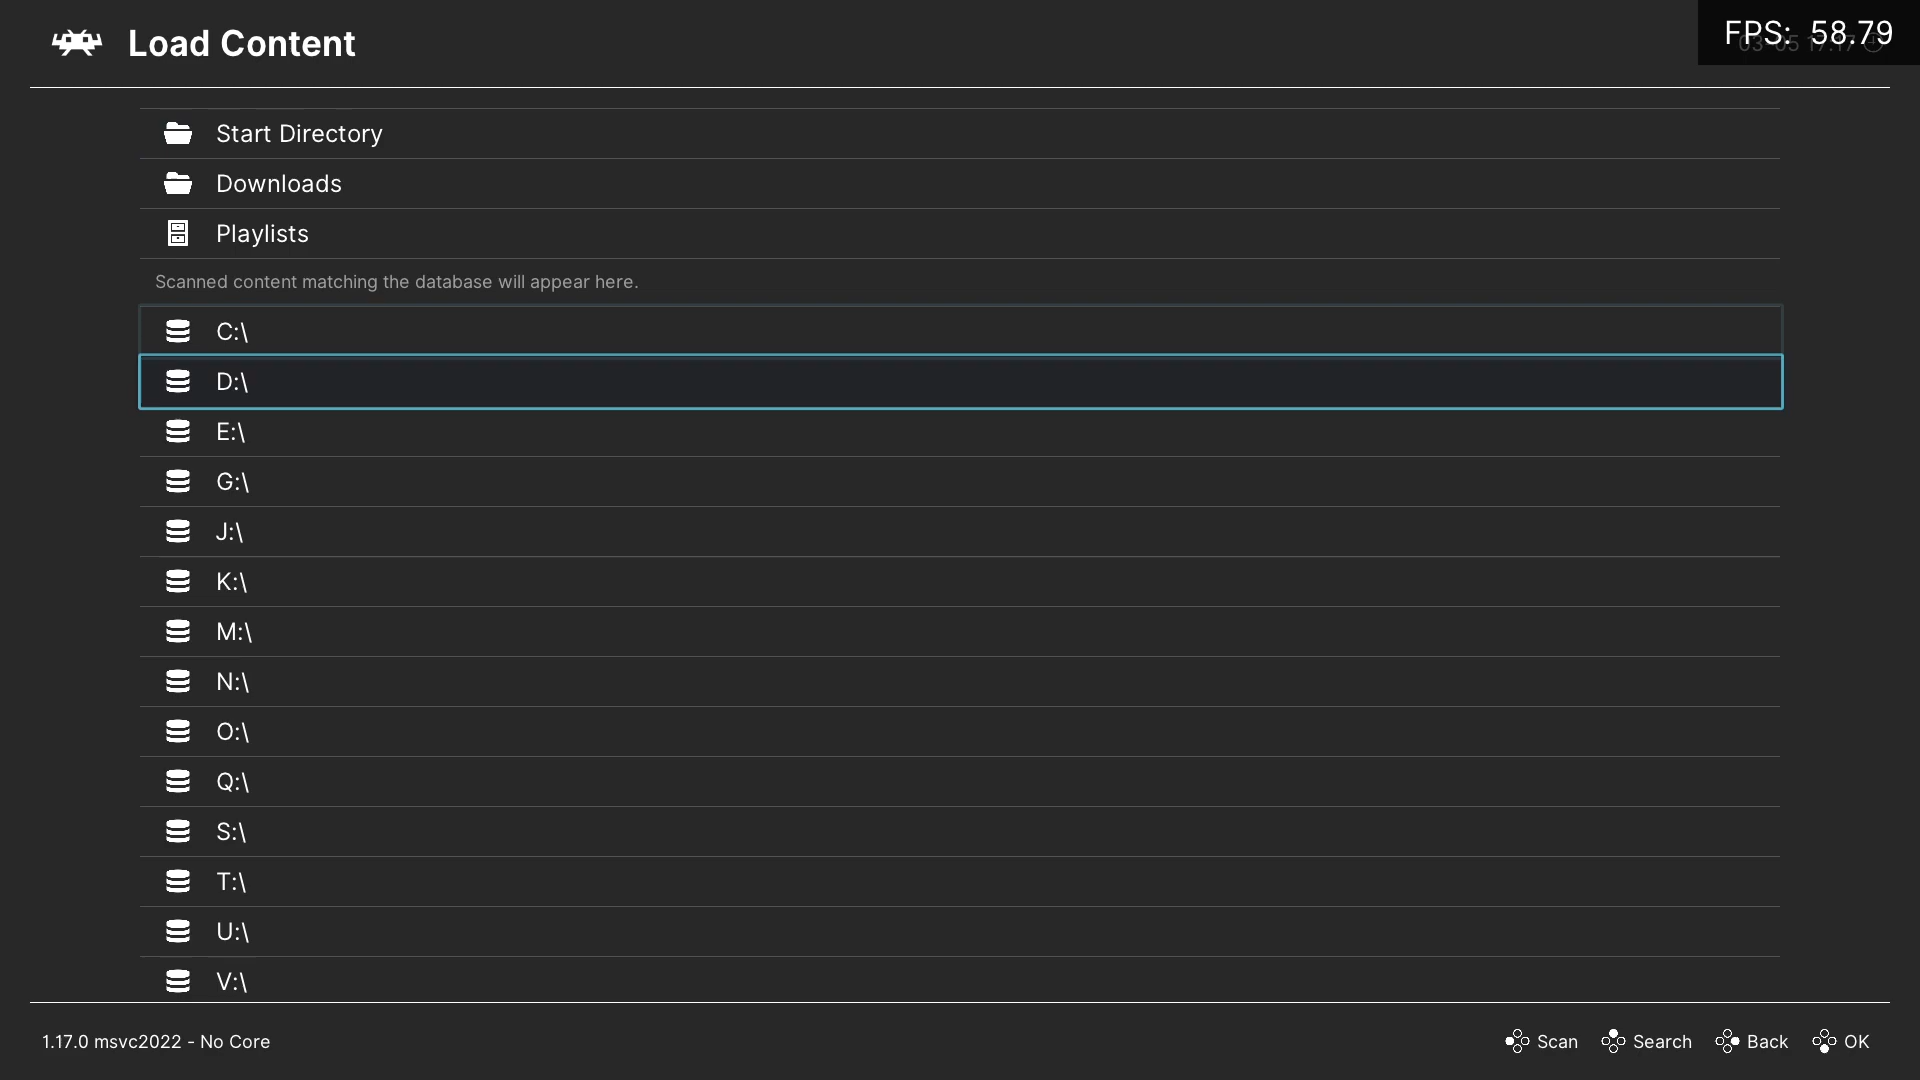 Load Content
FPS: 58.79
Start Directory
Downloads
Playlists
Scanned content matching the database will appear here.
C:\
D:\
E:\
G:\
J:\
K:\
M:\
N:\
O:\
Q:\
S:\
T:\
U:\
V:\
1.17.0 msvc2022 - No Core
Scan Search Back OK